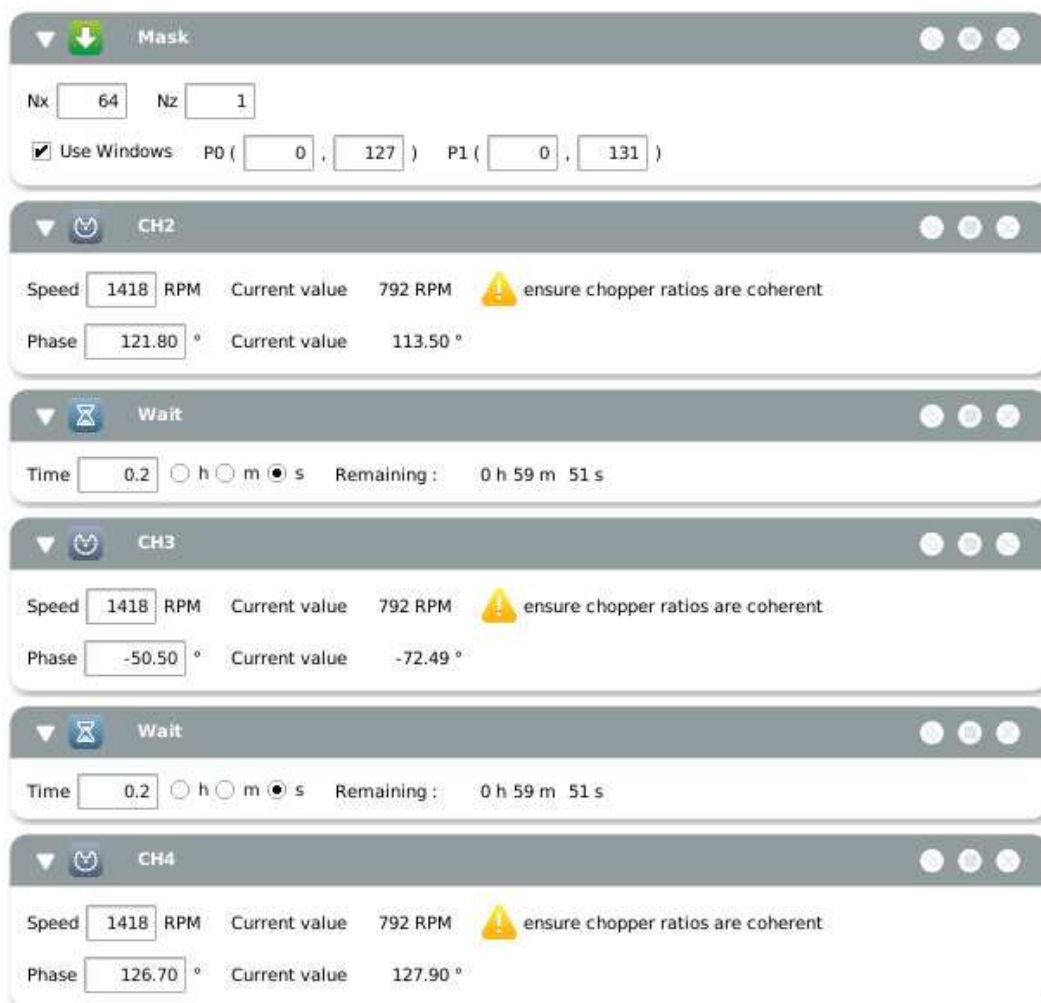 Mask
Nx 64 Nz 1
Use Windows P0 ( 0 , 127 ) P1 ( 0 , 131 )
CH2
Speed 1418 RPM Current value 792 RPM ensure chopper ratios are coherent
Phase 121.80 ° Current value 113.50 °
Wait
Time 0.2 h m s Remaining : 0 h 59 m 51 s
CH3
Speed 1418 RPM Current value 792 RPM ensure chopper ratios are coherent
Phase -50.50 ° Current value -72.49 °
Wait
Time 0.2 h m s Remaining : 0 h 59 m 51 s
CH4
Speed 1418 RPM Current value 792 RPM ensure chopper ratios are coherent
Phase 126.70 ° Current value 127.90 °